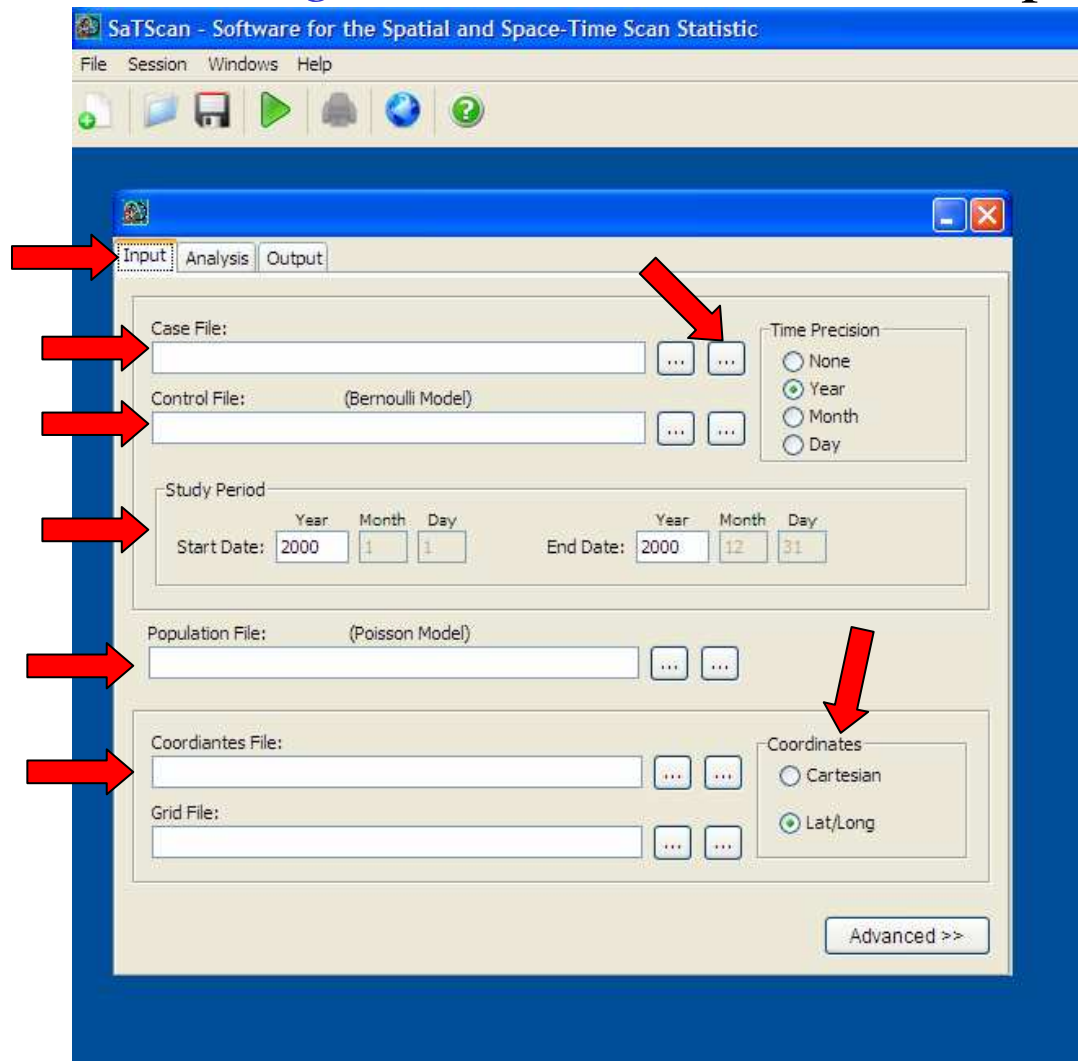 SaTScan - Software for the Spatial and Space-Time Scan Statistic
File Session Windows Help
Input Analysis Output
Case File:
... ...
Time Precision
None
Year
Month
Day
Control File: (Bernoulli Model)
... ...
Study Period
Year Month Day Year Month Day
Start Date: 2000 1 1 End Date: 2000 12 31
Population File: (Poisson Model)
... ...
Coordiantes File:
... ...
Coordinates
Cartesian
Lat/Long
Grid File:
... ...
Advanced >>